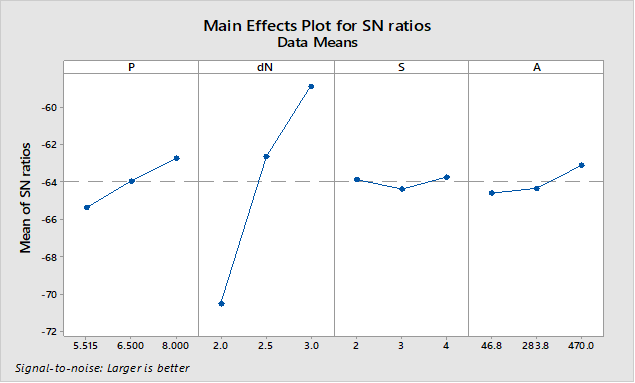 Main Effects Plot for SN ratios
Data Means
P dN S A
Mean of SN ratios
-60
-62
-64
-66
-68
-70
-72
5.515 6.500 8.000 2.0 2.5 3.0 2 3 4 46.8 283.8 470.0
Signal-to-noise: Larger is better